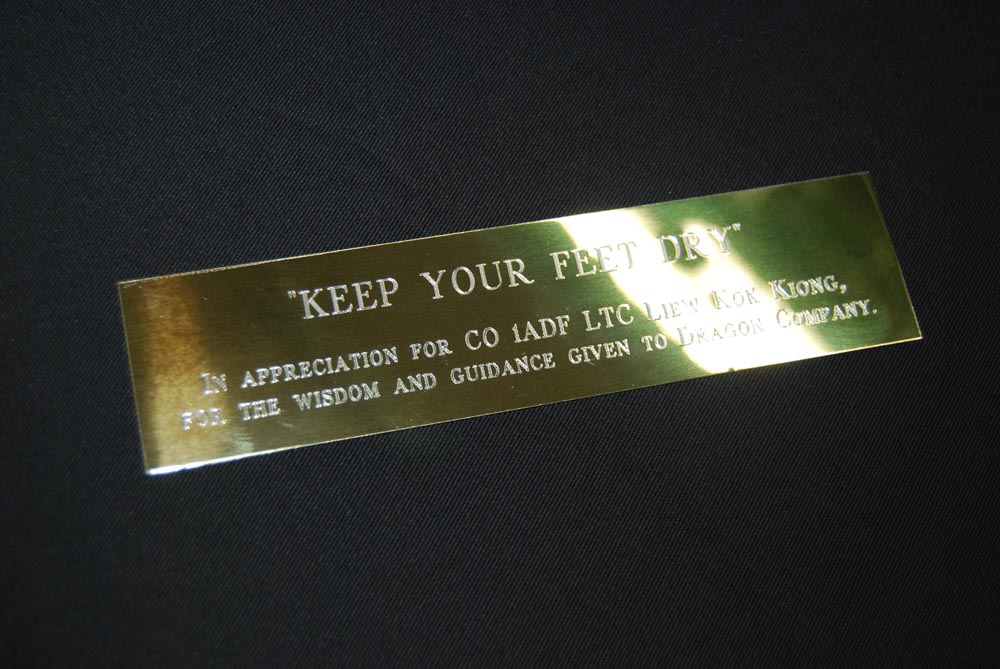 "KEEP YOUR FEET DRY"
IN APPRECIATION FOR CO 1ADF LTC LIEW KOK KIONG,
FOR THE WISDOM AND GUIDANCE GIVEN TO DRAGON COMPANY.